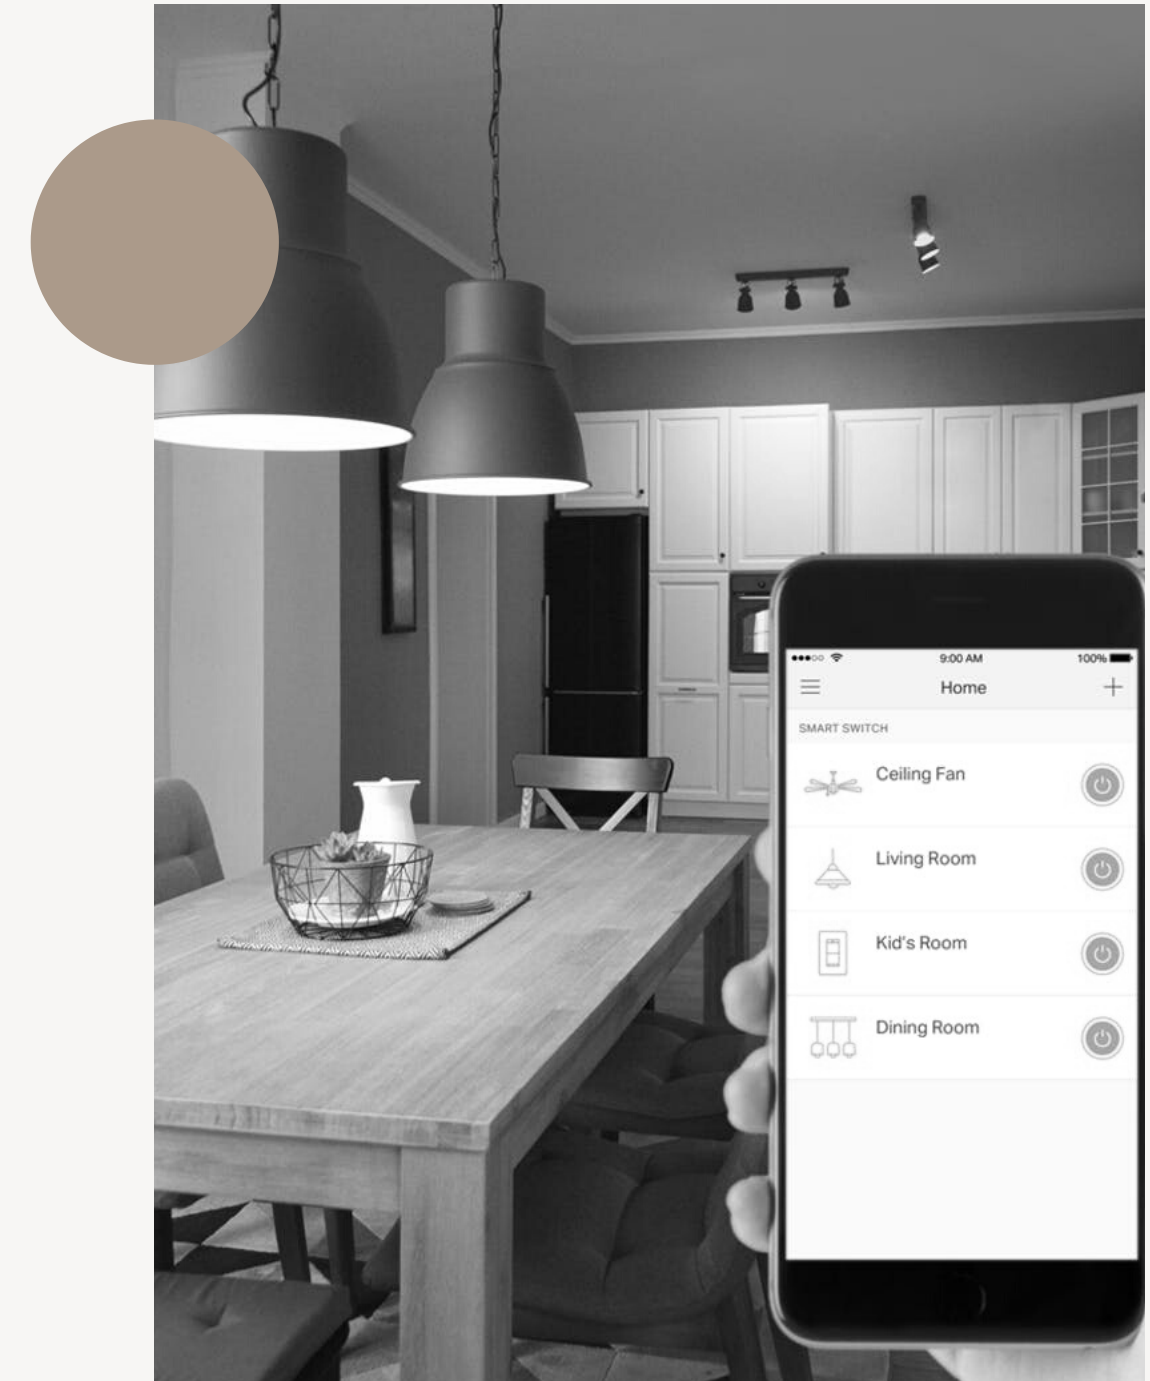 9:00 AM 100%
Home
SMART SWITCH
Ceiling Fan
Living Room
Kid's Room
Dining Room